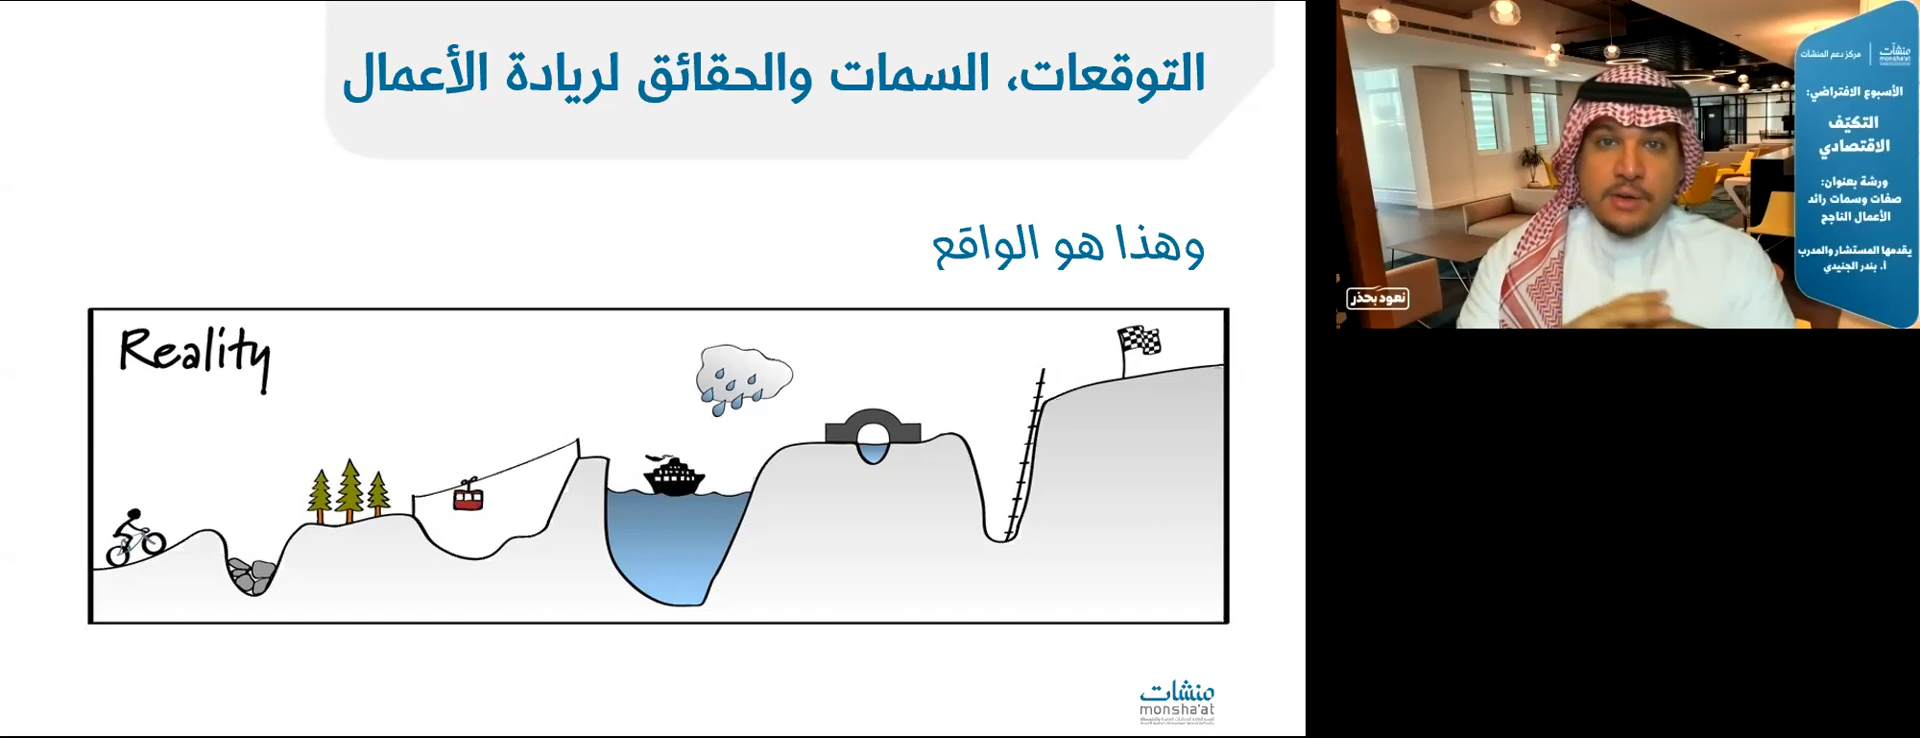 التوقعات، السمات والحقائق لريادة الأعمال
وهذا هو الواقع
Reality
منشآت
monsha'at
منشآت
monsha'at
مركز دعم المنشآت
الأسبوع الافتراضي:
التكيّف
الاقتصادي
ورشة بعنوان:
صفات وسمات رائد
الأعمال الناجح
يقدمها المستشار والمدرب
أ. بندر الجنيدي
نعود بحذر